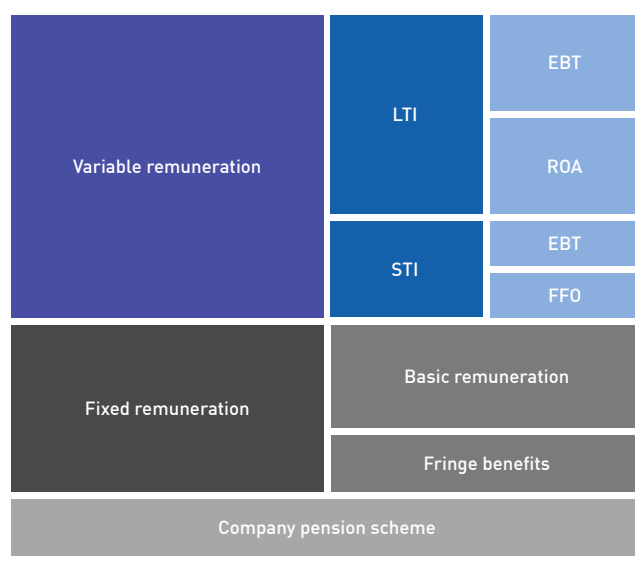 Variable remuneration
LTI
EBT
ROA
STI
EBT
FFO
Fixed remuneration
Basic remuneration
Fringe benefits
Company pension scheme